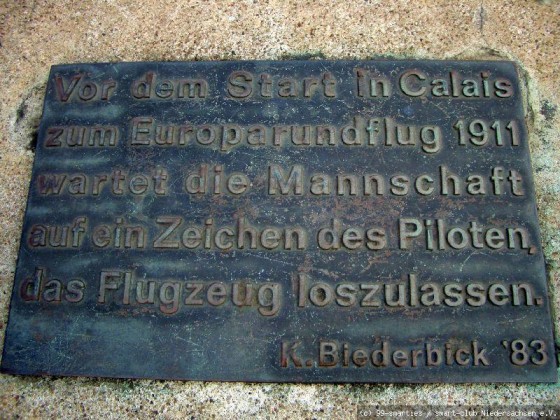 Vor dem Start in Calais
zum Europarundflug 1911
wartet die Mannschaft
auf ein Zeichen des Piloten,
das Flugzeug loszulassen.
K. Biederbick '83
(c) 99-smarties / smart-club Niedersachsen e.V.